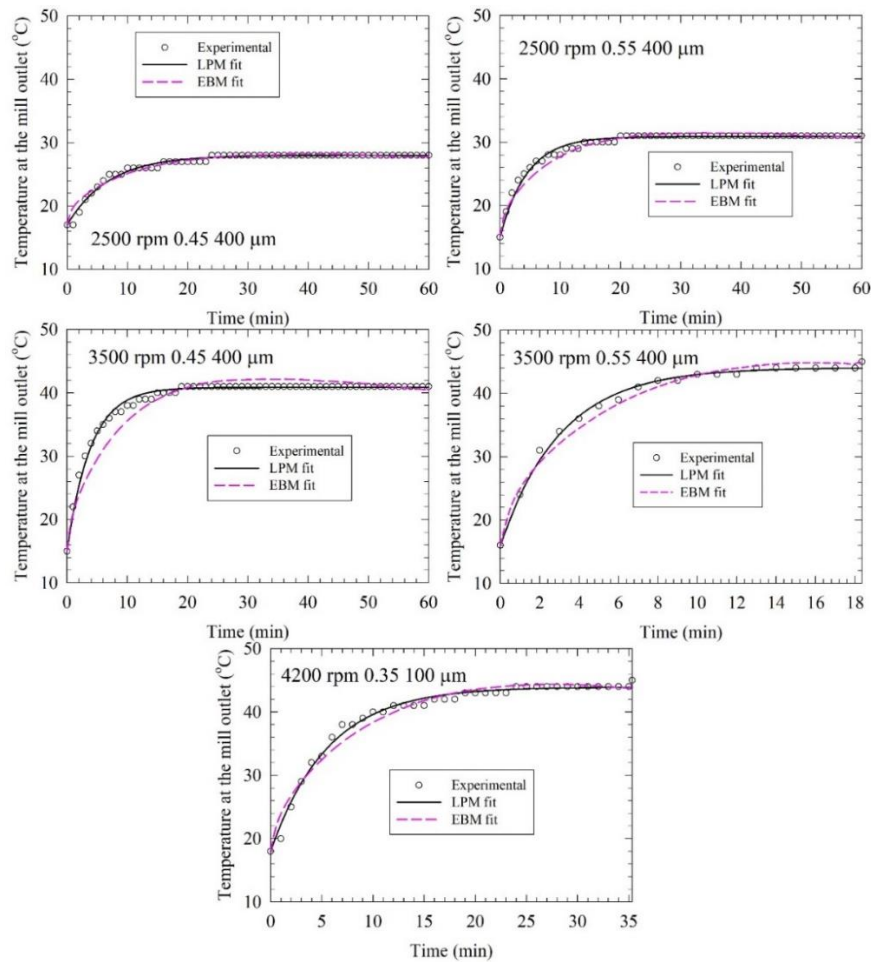 Temperature at the mill outlet (°C)
50
40
30
20
10
Experimental
LPM fit
EBM fit
2500 rpm 0.45 400 μm
0 10 20 30 40 50 60
Time (min)
Temperature at the mill outlet (°C)
50
40
30
20
10
2500 rpm 0.55 400 μm
Experimental
LPM fit
EBM fit
0 10 20 30 40 50 60
Time (min)
Temperature at the mill outlet (°C)
50
40
30
20
10
3500 rpm 0.45 400 μm
Experimental
LPM fit
EBM fit
0 10 20 30 40 50 60
Time (min)
Temperature at the mill outlet (°C)
50
40
30
20
10
3500 rpm 0.55 400 μm
Experimental
LPM fit
EBM fit
0 2 4 6 8 10 12 14 16 18
Time (min)
Temperature at the mill outlet (°C)
50
40
30
20
10
4200 rpm 0.35 100 μm
Experimental
LPM fit
EBM fit
0 5 10 15 20 25 30 35
Time (min)